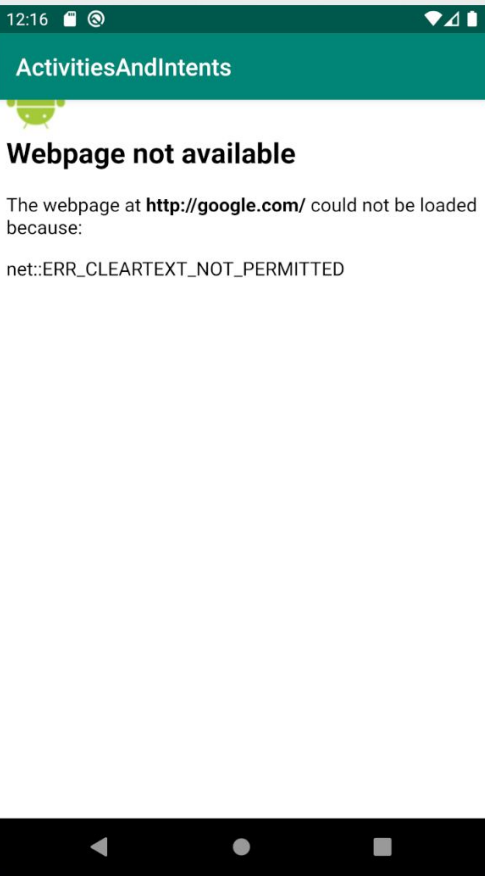 12:16
ActivitiesAndIntents
Webpage not available
The webpage at http://google.com/ could not be loaded
because:
net::ERR_CLEARTEXT_NOT_PERMITTED